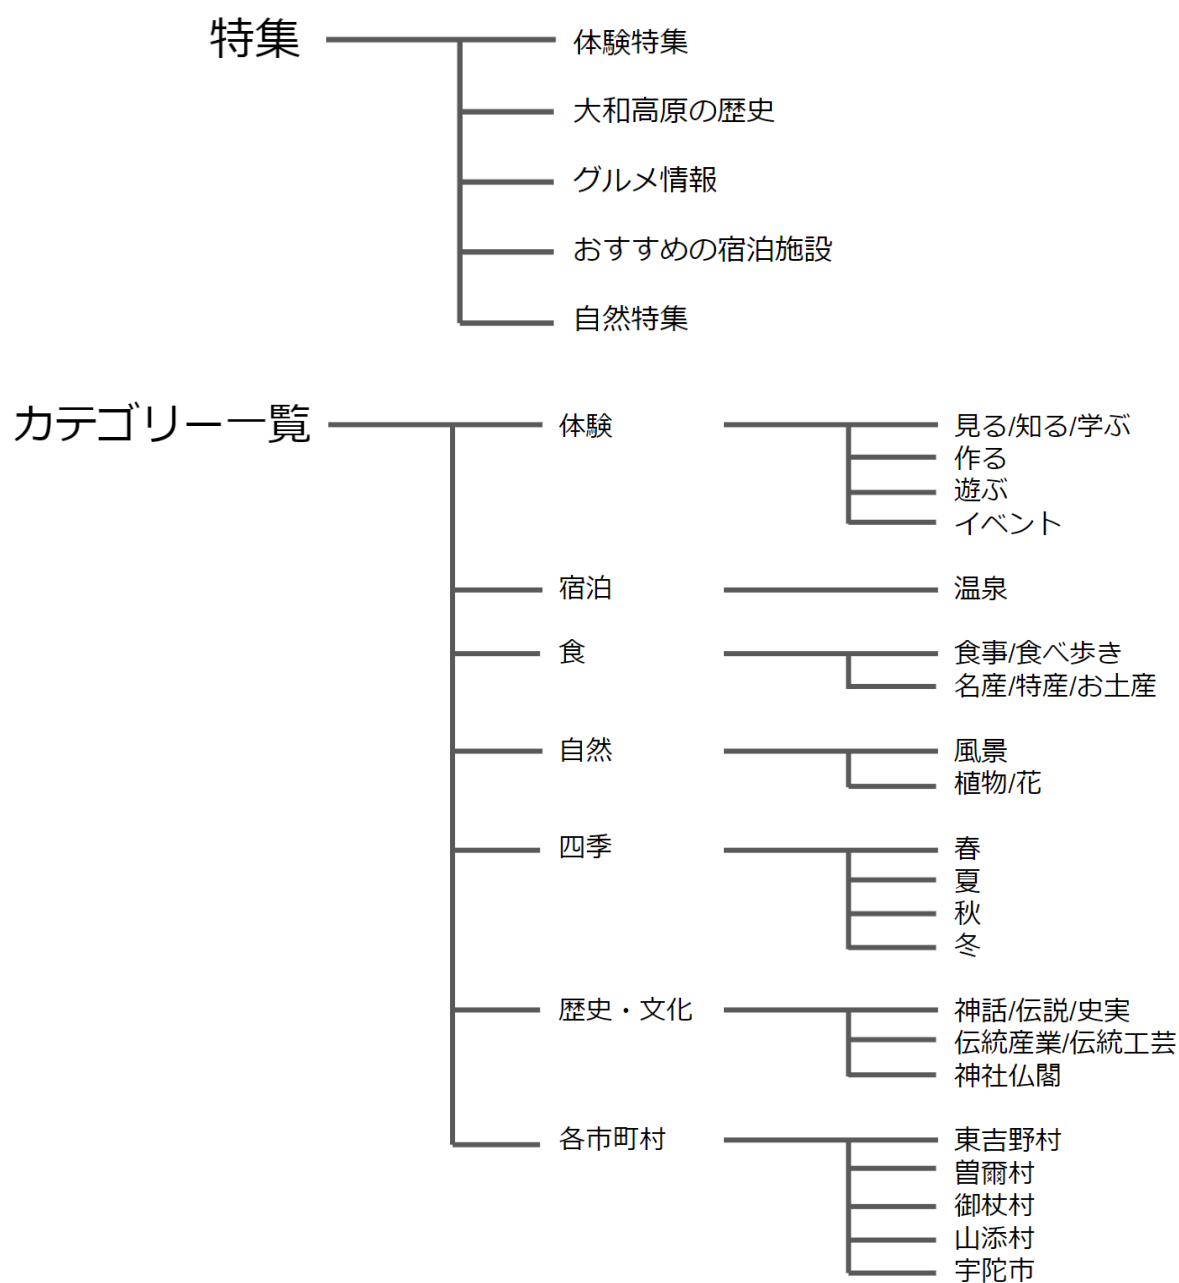 特集
体験特集
大和高原の歴史
グルメ情報
おすすめの宿泊施設
自然特集
カテゴリー一覧
体験
見る/知る/学ぶ
作る
遊ぶ
イベント
宿泊
温泉
食
食事/食べ歩き
名産/特産/お土産
自然
風景
植物/花
四季
春
夏
秋
冬
歴史・文化
神話/伝説/史実
伝統産業/伝統工芸
神社仏閣
各市町村
東吉野村
曽爾村
御杖村
山添村
宇陀市